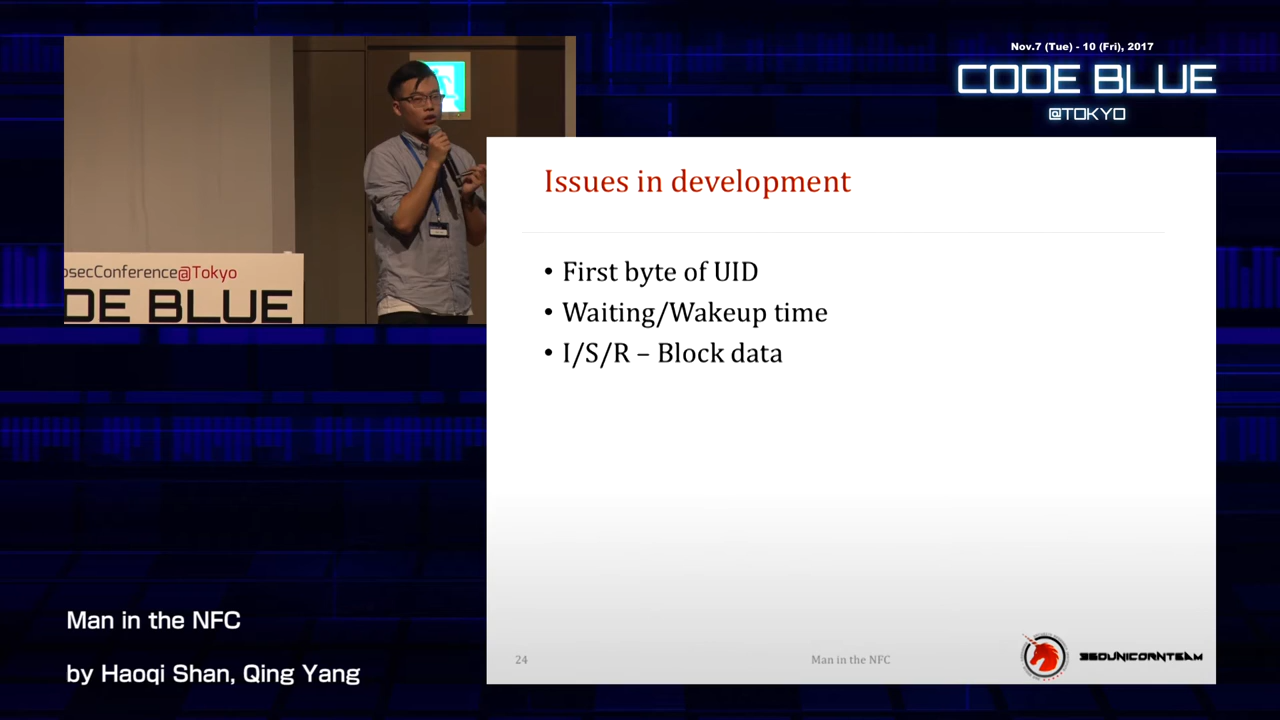 Nov.7 (Tue) - 10 (Fri), 2017
CODE BLUE
@TOKYO
osecConference@Tokyo
DE BLUE
Issues in development
• First byte of UID
• Waiting/Wakeup time
• I/S/R – Block data
24
Man in the NFC
360UNICORNTEAM
Man in the NFC
by Haoqi Shan, Qing Yang